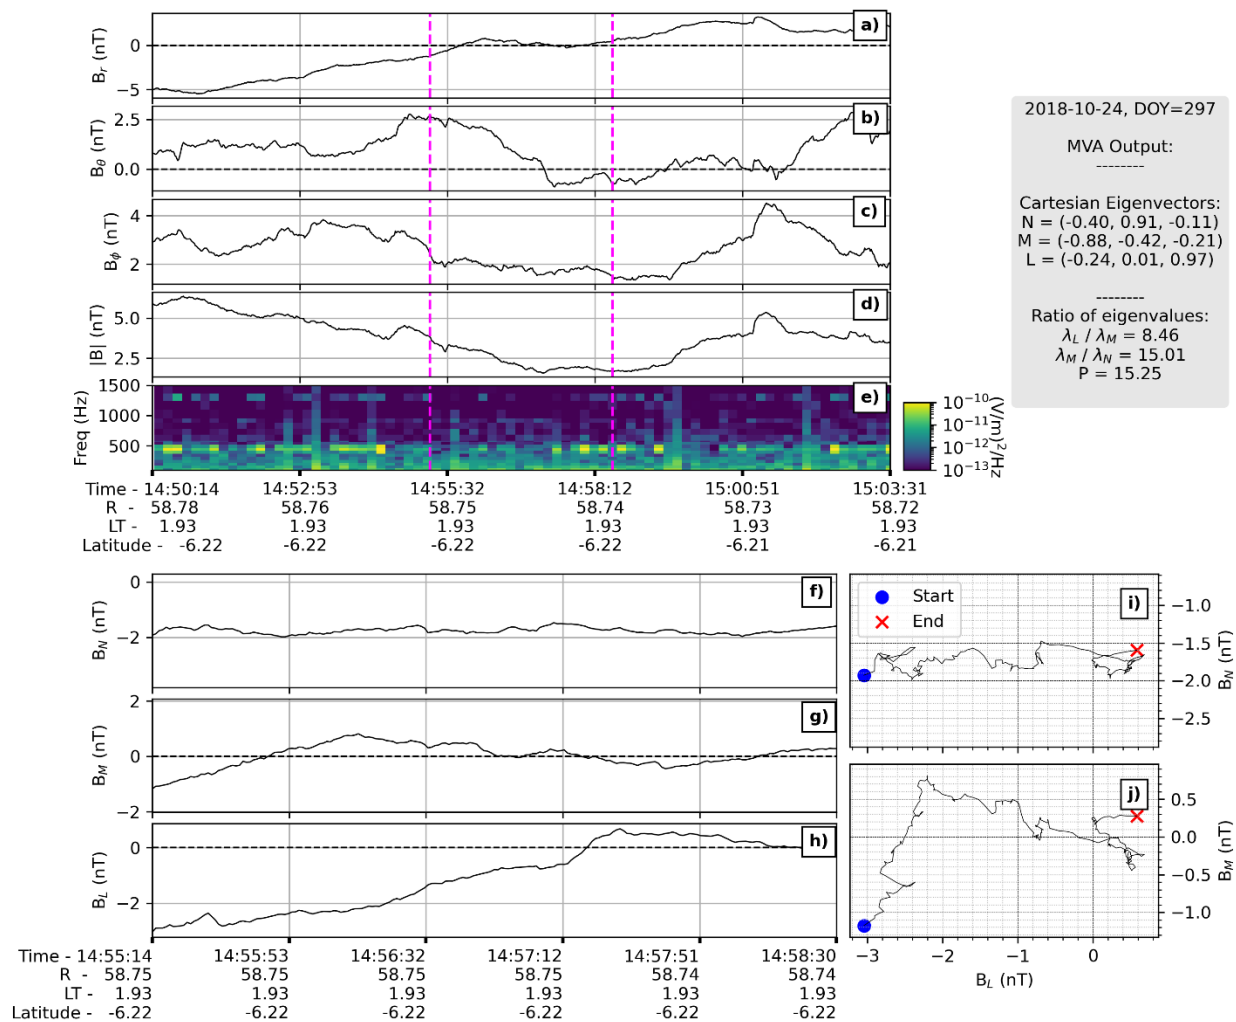 a)
B_r (nT)
0
−5
b)
B_θ (nT)
2.5
0.0
c)
B_ϕ (nT)
4
2
d)
|B| (nT)
5.0
2.5
e)
Freq (Hz)
1500
1000
500
10⁻¹⁰
10⁻¹¹
10⁻¹²
10⁻¹³
(V/m)²/Hz
Time - 14:50:14 14:52:53 14:55:32 14:58:12 15:00:51 15:03:31
R - 58.78 58.76 58.75 58.74 58.73 58.72
LT - 1.93 1.93 1.93 1.93 1.93 1.93
Latitude - -6.22 -6.22 -6.22 -6.22 -6.21 -6.21
2018-10-24, DOY=297
MVA Output:
--------
Cartesian Eigenvectors:
N = (-0.40, 0.91, -0.11)
M = (-0.88, -0.42, -0.21)
L = (-0.24, 0.01, 0.97)
--------
Ratio of eigenvalues:
λ_L / λ_M = 8.46
λ_M / λ_N = 15.01
P = 15.25
f)
B_N (nT)
0
−2
g)
B_M (nT)
2
0
−2
h)
B_L (nT)
0
−2
Time - 14:55:14 14:55:53 14:56:32 14:57:12 14:57:51 14:58:30
R - 58.75 58.75 58.75 58.75 58.74 58.74
LT - 1.93 1.93 1.93 1.93 1.93 1.93
Latitude - -6.22 -6.22 -6.22 -6.22 -6.22 -6.22
Start
End
i)
−1.0
−1.5
−2.0
−2.5
B_N (nT)
j)
0.5
0.0
−0.5
−1.0
B_M (nT)
−3 −2 −1 0
B_L (nT)